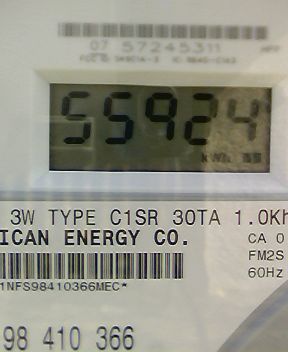 07 57245311
55924
kWh
3W TYPE C1SR 30TA 1.0Kh
ICAN ENERGY CO.
CA 0
FM2S
60Hz
1NFS98410366MEC*
98 410 366